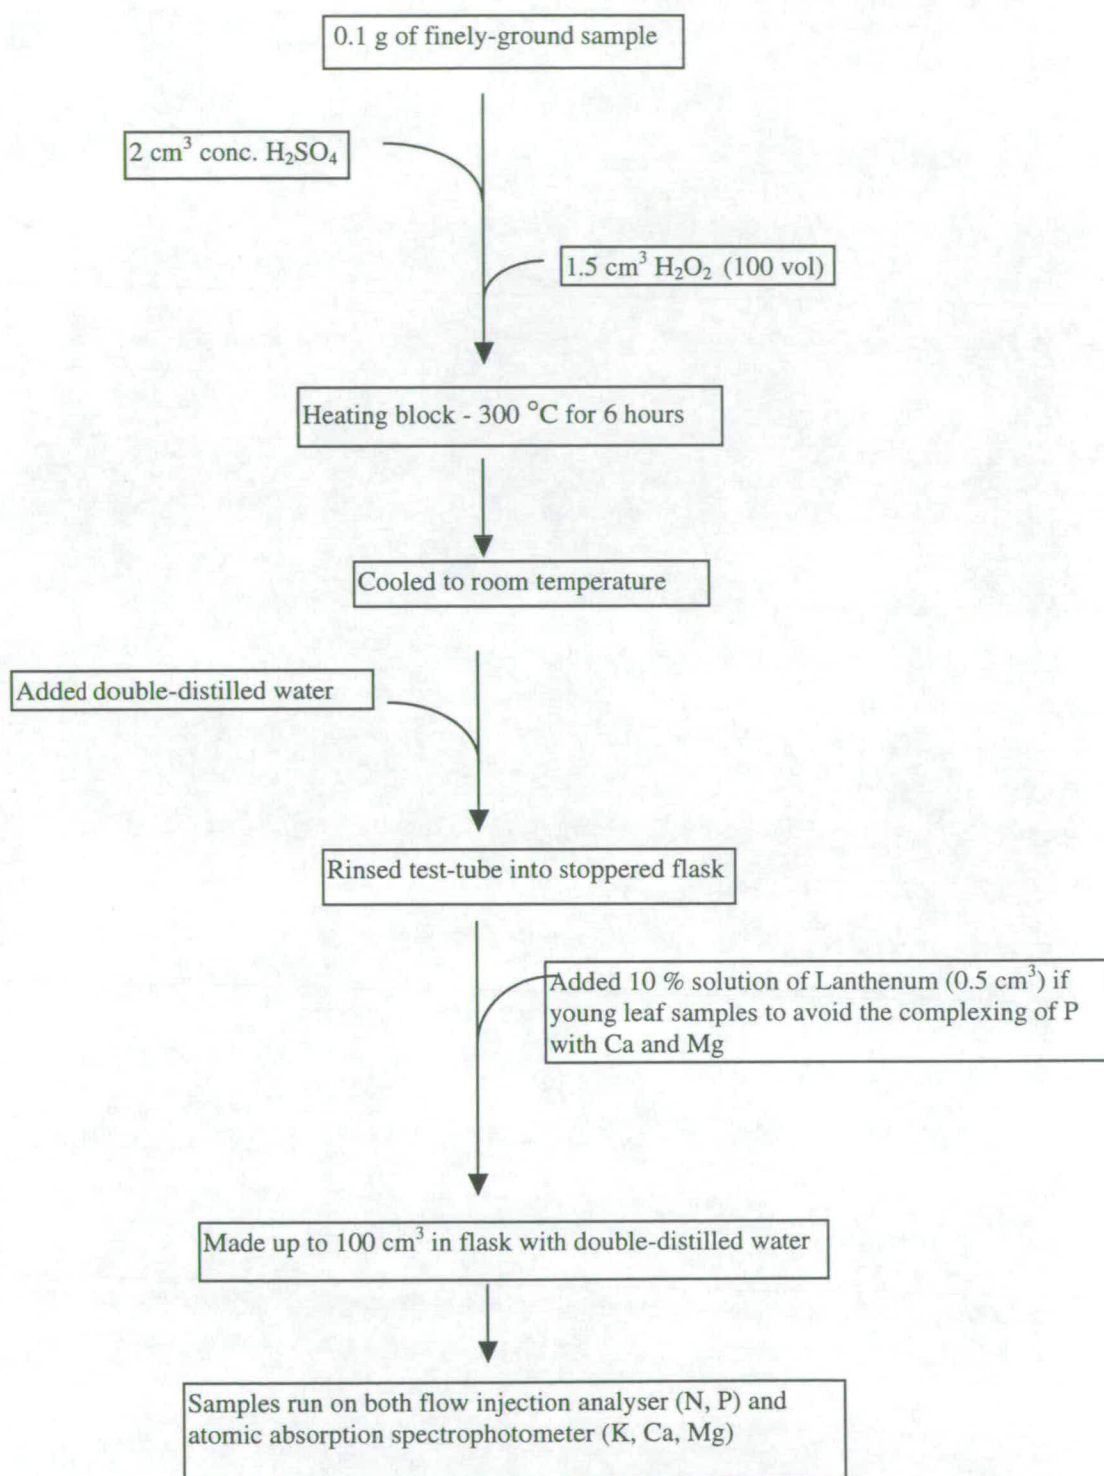 0.1 g of finely-ground sample
2 cm³ conc. H₂SO₄
1.5 cm³ H₂O₂ (100 vol)
Heating block - 300 °C for 6 hours
Cooled to room temperature
Added double-distilled water
Rinsed test-tube into stoppered flask
Added 10 % solution of Lanthenum (0.5 cm³) if
young leaf samples to avoid the complexing of P
with Ca and Mg
Made up to 100 cm³ in flask with double-distilled water
Samples run on both flow injection analyser (N, P) and
atomic absorption spectrophotometer (K, Ca, Mg)